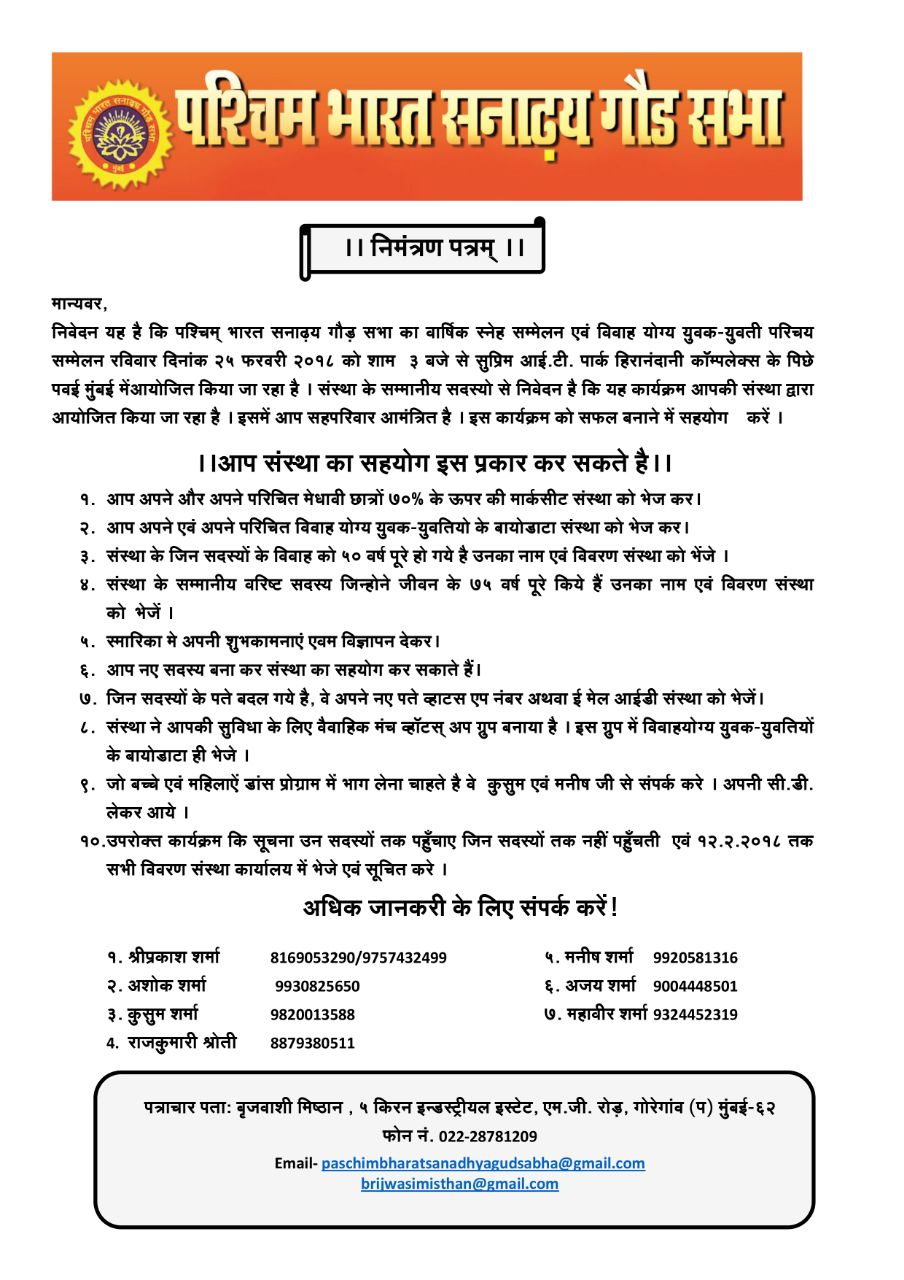 पश्चिम भारत सनाढ़य गौड सभा
पश्चिम भारत सनाढ्य गौड सभा
मुंबई
।। निमंत्रण पत्रम् ।।
मान्यवर,
निवेदन यह है कि पश्चिम् भारत सनाढ़य गौड़ सभा का वार्षिक स्नेह सम्मेलन एवं विवाह योग्य युवक-युवती परिचय
सम्मेलन रविवार दिनांक २५ फरवरी २०१८ को शाम ३ बजे से सुप्रिम आई.टी. पार्क हिरानंदानी कॉम्पलेक्स के पिछे
पवई मुंबई मेंआयोजित किया जा रहा है । संस्था के सम्मानीय सदस्यो से निवेदन है कि यह कार्यक्रम आपकी संस्था द्वारा
आयोजित किया जा रहा है । इसमें आप सहपरिवार आमंत्रित है । इस कार्यक्रम को सफल बनाने में सहयोग करें ।
।।आप संस्था का सहयोग इस प्रकार कर सकते है।।
१. आप अपने और अपने परिचित मेधावी छात्रों ७०% के ऊपर की मार्कसीट संस्था को भेज कर।
२. आप अपने एवं अपने परिचित विवाह योग्य युवक-युवतियो के बायोडाटा संस्था को भेज कर।
३. संस्था के जिन सदस्यों के विवाह को ५० वर्ष पूरे हो गये है उनका नाम एवं विवरण संस्था को भेंजे ।
४. संस्था के सम्मानीय वरिष्ट सदस्य जिन्होने जीवन के ७५ वर्ष पूरे किये हैं उनका नाम एवं विवरण संस्था
को भेजें ।
५. स्मारिका मे अपनी शुभकामनाएं एवम विज्ञापन देकर।
६. आप नए सदस्य बना कर संस्था का सहयोग कर सकाते हैं।
७. जिन सदस्यों के पते बदल गये है, वे अपने नए पते व्हाटस एप नंबर अथवा ई मेल आईडी संस्था को भेजें।
८. संस्था ने आपकी सुविधा के लिए वैवाहिक मंच व्हॉटस् अप ग्रुप बनाया है । इस ग्रुप में विवाहयोग्य युवक-युवतियों
के बायोडाटा ही भेजे ।
९. जो बच्चे एवं महिलाऐं डांस प्रोग्राम में भाग लेना चाहते है वे कुसुम एवं मनीष जी से संपर्क करे । अपनी सी.डी.
लेकर आये ।
१०.उपरोक्त कार्यक्रम कि सूचना उन सदस्यों तक पहुँचाए जिन सदस्यों तक नहीं पहुँचती एवं १२.२.२०१८ तक
सभी विवरण संस्था कार्यालय में भेजे एवं सूचित करे ।
अधिक जानकरी के लिए संपर्क करें!
१. श्रीप्रकाश शर्मा 8169053290/9757432499 ५. मनीष शर्मा 9920581316
२. अशोक शर्मा 9930825650 ६. अजय शर्मा 9004448501
३. कुसुम शर्मा 9820013588 ७. महावीर शर्मा 9324452319
4. राजकुमारी श्रोती 8879380511
पत्राचार पता: बृजवाशी मिष्ठान , ५ किरन इन्डस्ट्रीयल इस्टेट, एम.जी. रोड़, गोरेगांव (प) मुंबई-६२
फोन नं. 022-28781209
Email- paschimbharatsanadhyagudsabha@gmail.com
brijwasimisthan@gmail.com